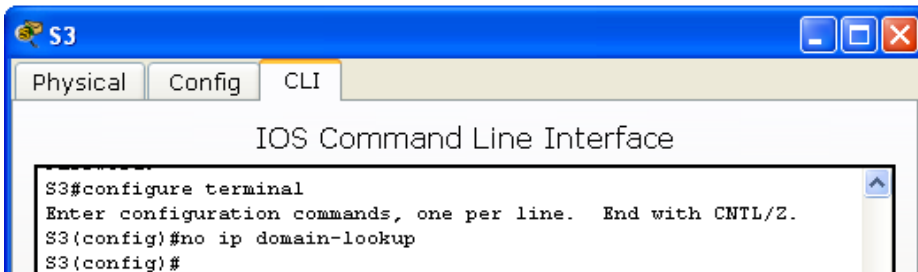 S3
Physical Config CLI
IOS Command Line Interface
S3#configure terminal
Enter configuration commands, one per line.  End with CNTL/Z.
S3(config)#no ip domain-lookup
S3(config)#